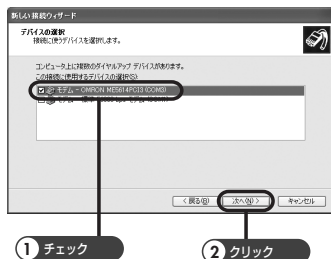 新しい接続ウィザード
デバイスの選択
接続に使うデバイスを選択します。
コンピュータ上に複数のダイヤルアップ デバイスがあります。
この接続に使用するデバイスの選択(S):
モデム - OMRON ME5614PCI3 (COM3)
< 戻る(B)
次へ(N) >
キャンセル
1 チェック
2 クリック